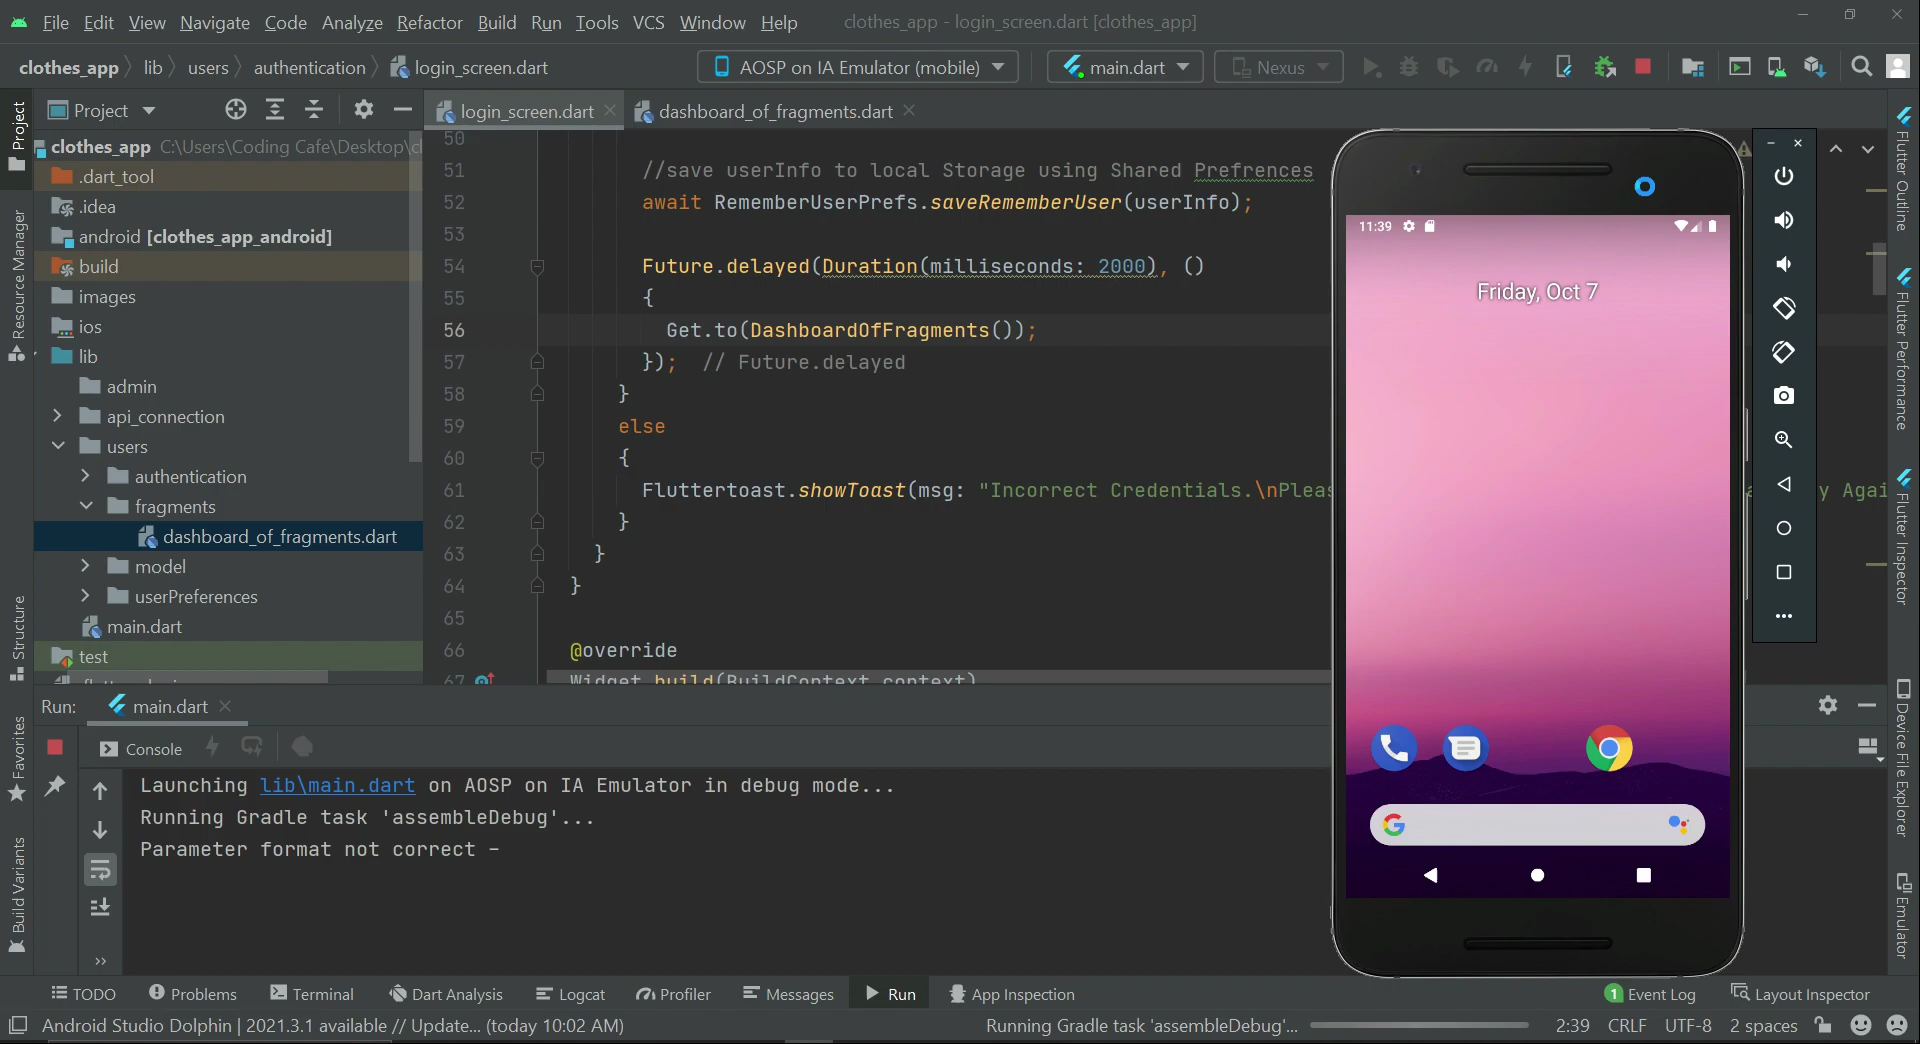 File Edit View Navigate Code Analyze Refactor Build Run Tools VCS Window Help clothes_app - login_screen.dart [clothes_app]
clothes_app lib users authentication login_screen.dart AOSP on IA Emulator (mobile) main.dart Nexus
Project login_screen.dart dashboard_of_fragments.dart
clothes_app C:\Users\Coding Cafe\Desktop\cl
.dart_tool
.idea
android [clothes_app_android]
build
images
ios
lib
admin
api_connection
users
authentication
fragments
dashboard_of_fragments.dart
model
userPreferences
main.dart
test
50
51 //save userInfo to local Storage using Shared Prefrences
52 await RememberUserPrefs.saveRememberUser(userInfo);
53
54 Future.delayed(Duration(milliseconds: 2000), ()
55 {
56 Get.to(DashboardOfFragments());
57 }); // Future.delayed
58 }
59 else
60 {
61 Fluttertoast.showToast(msg: "Incorrect Credentials.\nPleas y Agai
62 }
63 }
64 }
65
66 @override
67 Widget build(BuildContext context)
11:39
Friday, Oct 7
Project
Resource Manager
Structure
Favorites
Build Variants
Flutter Outline
Flutter Performance
Flutter Inspector
Device File Explorer
Emulator
Run: main.dart
Console
Launching lib\main.dart on AOSP on IA Emulator in debug mode...
Running Gradle task 'assembleDebug'...
Parameter format not correct -
TODO Problems Terminal Dart Analysis Logcat Profiler Messages Run App Inspection 1 Event Log Layout Inspector
Android Studio Dolphin | 2021.3.1 available // Update... (today 10:02 AM) Running Gradle task 'assembleDebug'... 2:39 CRLF UTF-8 2 spaces